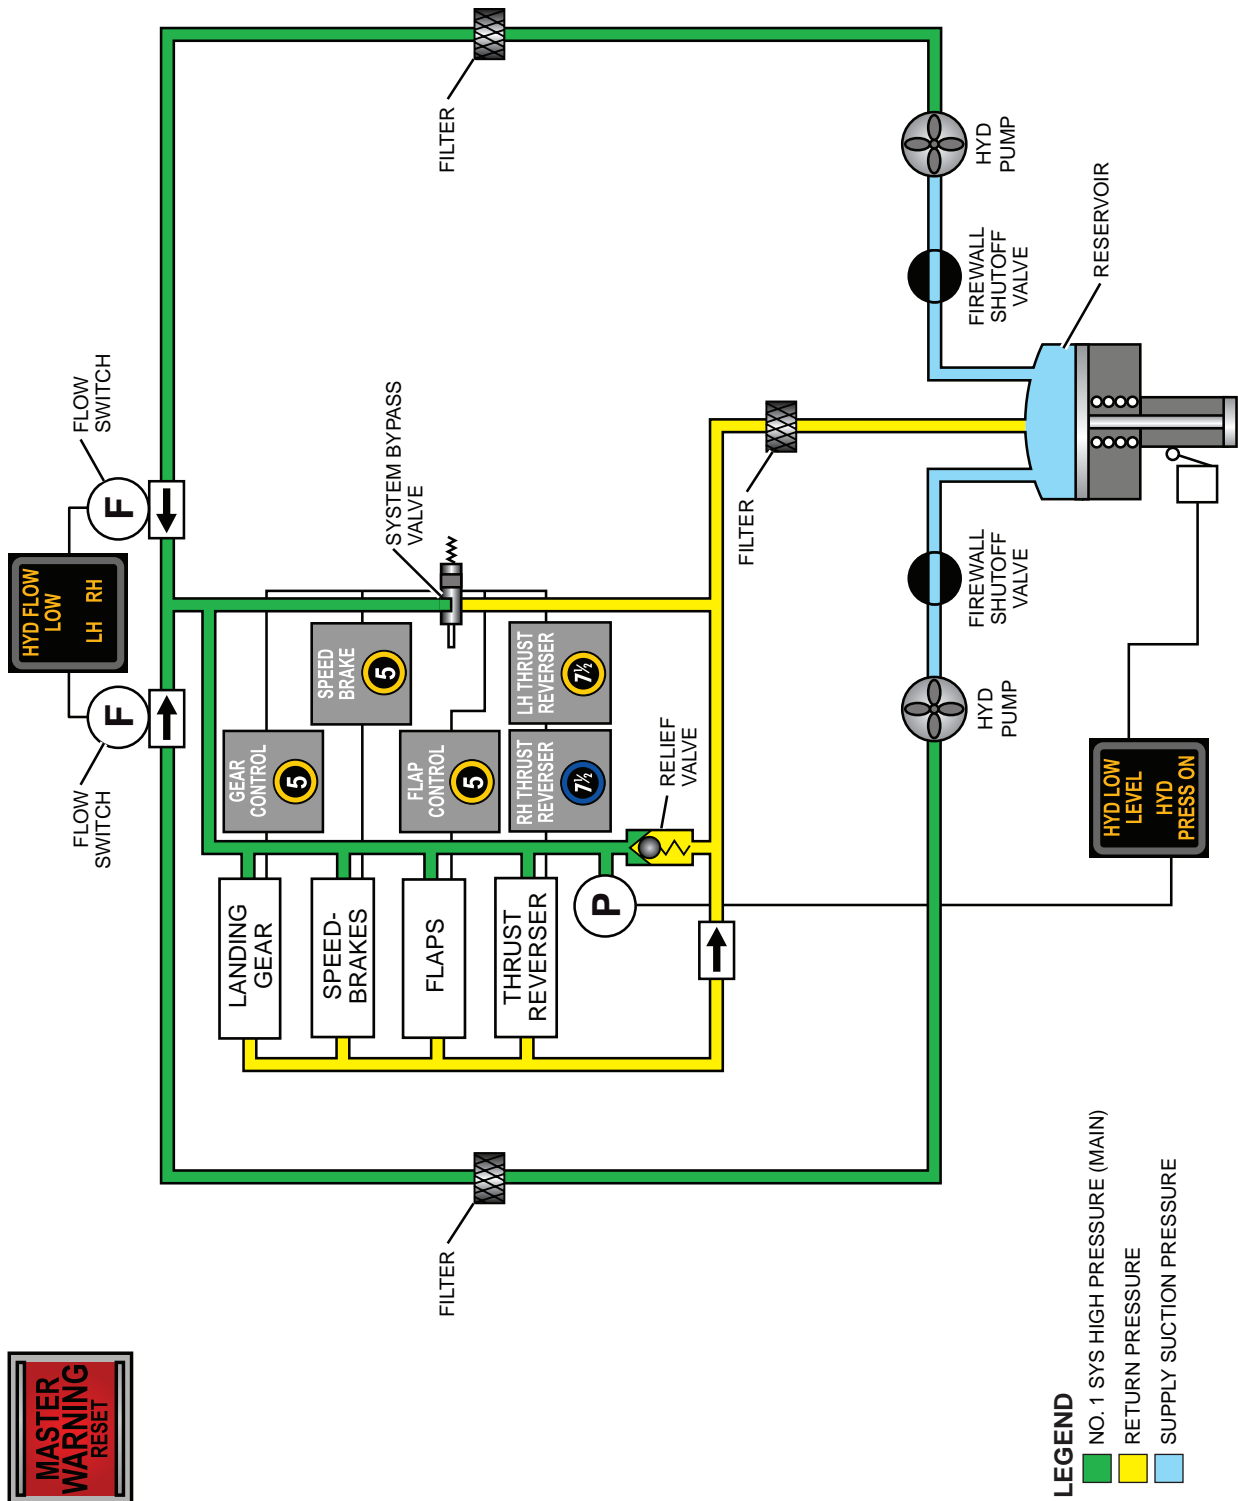 MASTER
WARNING
RESET
HYD FLOW
LOW
LH RH
F
F
FLOW
SWITCH
FLOW
SWITCH
FILTER
FILTER
FILTER
GEAR
CONTROL
5
SPEED
BRAKE
5
FLAP
CONTROL
5
RH THRUST
REVERSER
7½
LH THRUST
REVERSER
7½
SYSTEM BYPASS
VALVE
LANDING
GEAR
SPEED-
BRAKES
FLAPS
THRUST
REVERSER
P
RELIEF
VALVE
HYD
PUMP
HYD
PUMP
FIREWALL
SHUTOFF
VALVE
FIREWALL
SHUTOFF
VALVE
RESERVOIR
HYD LOW
LEVEL
HYD
PRESS ON
LEGEND
NO. 1 SYS HIGH PRESSURE (MAIN)
RETURN PRESSURE
SUPPLY SUCTION PRESSURE